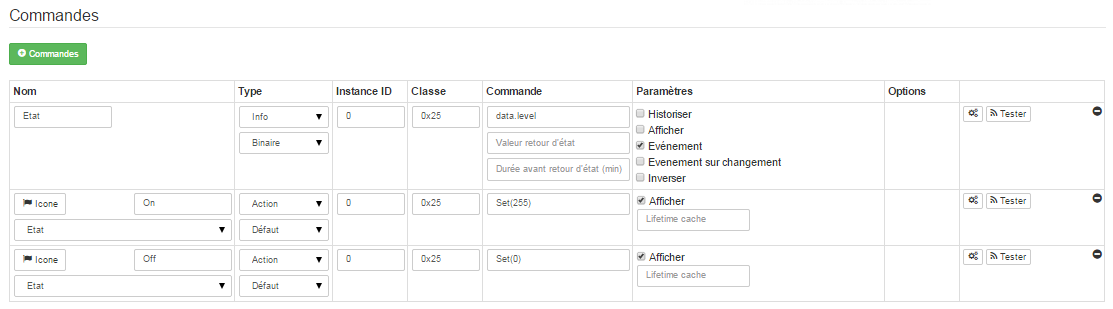 Commandes
Commandes
Nom Type Instance ID Classe Commande Paramètres Options
Etat Info 0 0x25 data.level Historiser Tester
Afficher
Binaire Valeur retour d'état Evénement
Evenement sur changement
Durée avant retour d'état (min) Inverser
Icone On Action 0 0x25 Set(255) Afficher Tester
Etat Défaut Lifetime cache
Icone Off Action 0 0x25 Set(0) Afficher Tester
Etat Défaut Lifetime cache